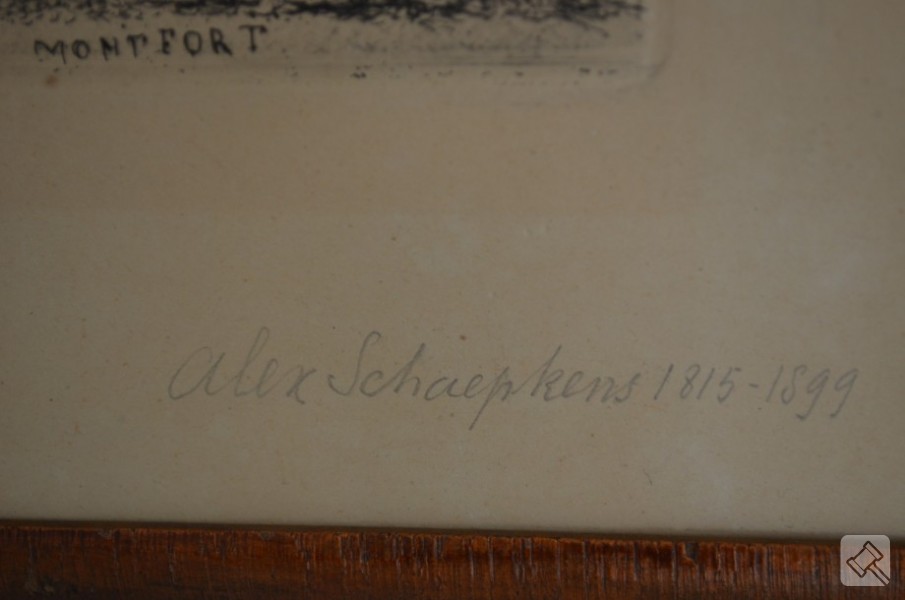 MONTFORT
Alex Schaepkens 1815-1899